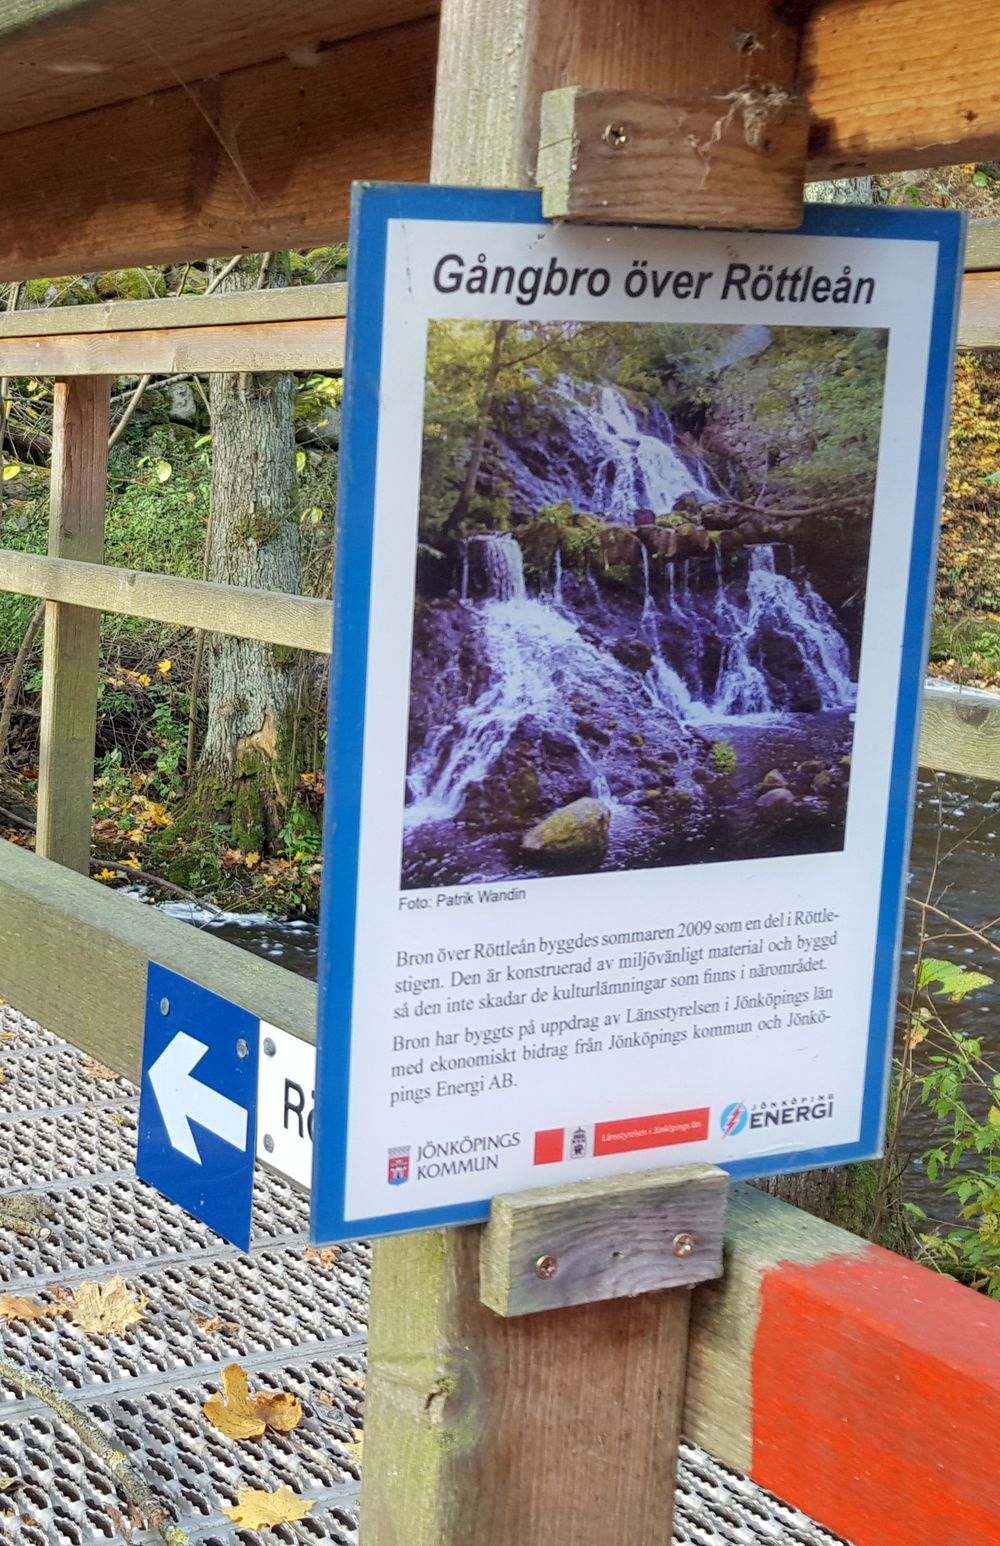 Gångbro över Röttleån
Foto: Patrik Wandin
Bron över Röttleån byggdes sommaren 2009 som en del i Röttle-
stigen. Den är konstruerad av miljövänligt material och byggd
så den inte skadar de kulturlämningar som finns i närområdet.
Bron har byggts på uppdrag av Länsstyrelsen i Jönköpings län
med ekonomiskt bidrag från Jönköpings kommun och Jönkö-
pings Energi AB.
JÖNKÖPINGS
KOMMUN
Länsstyrelsen i Jönköpings län
JÖNKÖPING
ENERGI